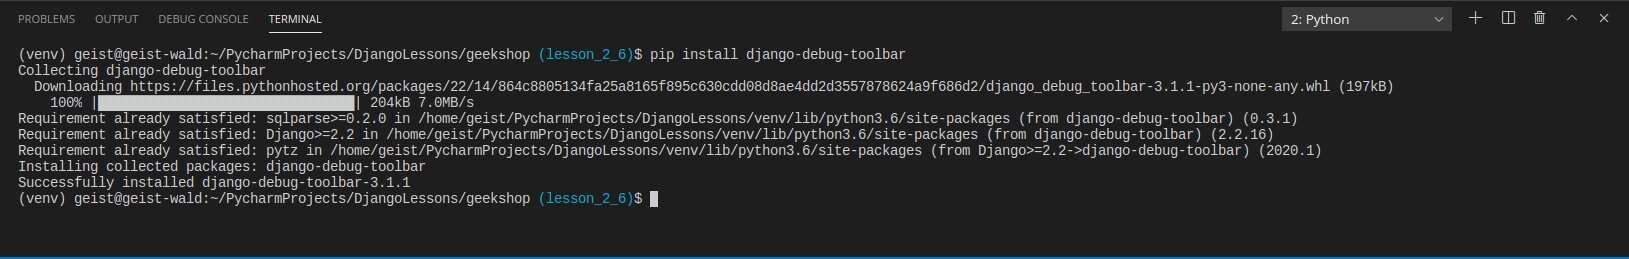 PROBLEMS OUTPUT DEBUG CONSOLE TERMINAL 2: Python
(venv) geist@geist-wald:~/PycharmProjects/DjangoLessons/geekshop (lesson_2_6)$ pip install django-debug-toolbar
Collecting django-debug-toolbar
Downloading https://files.pythonhosted.org/packages/22/14/864c8805134fa25a8165f895c630cdd08d8ae4dd2d3557878624a9f686d2/django_debug_toolbar-3.1.1-py3-none-any.whl (197kB)
100% |████████████████████████████████| 204kB 7.0MB/s
Requirement already satisfied: sqlparse>=0.2.0 in /home/geist/PycharmProjects/DjangoLessons/venv/lib/python3.6/site-packages (from django-debug-toolbar) (0.3.1)
Requirement already satisfied: Django>=2.2 in /home/geist/PycharmProjects/DjangoLessons/venv/lib/python3.6/site-packages (from django-debug-toolbar) (2.2.16)
Requirement already satisfied: pytz in /home/geist/PycharmProjects/DjangoLessons/venv/lib/python3.6/site-packages (from Django>=2.2->django-debug-toolbar) (2020.1)
Installing collected packages: django-debug-toolbar
Successfully installed django-debug-toolbar-3.1.1
(venv) geist@geist-wald:~/PycharmProjects/DjangoLessons/geekshop (lesson_2_6)$